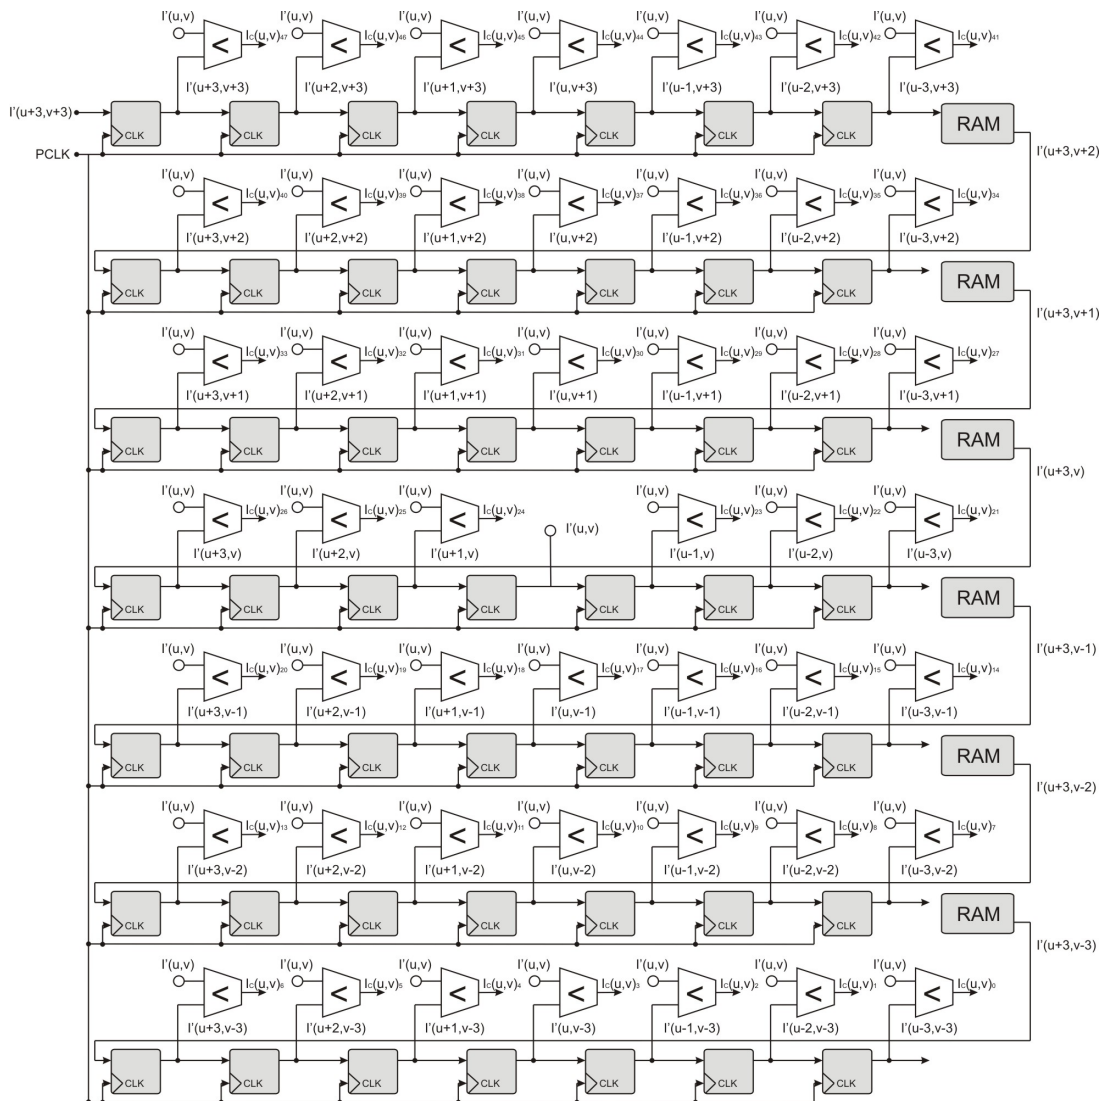 I'(u,v) I'(u,v) I'(u,v) I'(u,v) I'(u,v) I'(u,v) I'(u,v)
< Ic(u,v)47 < Ic(u,v)46 < Ic(u,v)45 < Ic(u,v)44 < Ic(u,v)43 < Ic(u,v)42 < Ic(u,v)41
I'(u+3,v+3) I'(u+2,v+3) I'(u+1,v+3) I'(u,v+3) I'(u-1,v+3) I'(u-2,v+3) I'(u-3,v+3)
I'(u+3,v+3) RAM
CLK CLK CLK CLK CLK CLK CLK
PCLK I'(u+3,v+2)
I'(u,v) I'(u,v) I'(u,v) I'(u,v) I'(u,v) I'(u,v) I'(u,v)
< Ic(u,v)40 < Ic(u,v)39 < Ic(u,v)38 < Ic(u,v)37 < Ic(u,v)36 < Ic(u,v)35 < Ic(u,v)34
I'(u+3,v+2) I'(u+2,v+2) I'(u+1,v+2) I'(u,v+2) I'(u-1,v+2) I'(u-2,v+2) I'(u-3,v+2)
RAM
CLK CLK CLK CLK CLK CLK CLK
I'(u+3,v+1)
I'(u,v) I'(u,v) I'(u,v) I'(u,v) I'(u,v) I'(u,v) I'(u,v)
< Ic(u,v)33 < Ic(u,v)32 < Ic(u,v)31 < Ic(u,v)30 < Ic(u,v)29 < Ic(u,v)28 < Ic(u,v)27
I'(u+3,v+1) I'(u+2,v+1) I'(u+1,v+1) I'(u,v+1) I'(u-1,v+1) I'(u-2,v+1) I'(u-3,v+1)
RAM
CLK CLK CLK CLK CLK CLK CLK
I'(u+3,v)
I'(u,v) I'(u,v) I'(u,v) I'(u,v) I'(u,v) I'(u,v)
< Ic(u,v)26 < Ic(u,v)25 < Ic(u,v)24 I'(u,v) < Ic(u,v)23 < Ic(u,v)22 < Ic(u,v)21
I'(u+3,v) I'(u+2,v) I'(u+1,v) I'(u-1,v) I'(u-2,v) I'(u-3,v)
RAM
CLK CLK CLK CLK CLK CLK CLK
I'(u+3,v-1)
I'(u,v) I'(u,v) I'(u,v) I'(u,v) I'(u,v) I'(u,v) I'(u,v)
< Ic(u,v)20 < Ic(u,v)19 < Ic(u,v)18 < Ic(u,v)17 < Ic(u,v)16 < Ic(u,v)15 < Ic(u,v)14
I'(u+3,v-1) I'(u+2,v-1) I'(u+1,v-1) I'(u,v-1) I'(u-1,v-1) I'(u-2,v-1) I'(u-3,v-1)
RAM
CLK CLK CLK CLK CLK CLK CLK
I'(u+3,v-2)
I'(u,v) I'(u,v) I'(u,v) I'(u,v) I'(u,v) I'(u,v) I'(u,v)
< Ic(u,v)13 < Ic(u,v)12 < Ic(u,v)11 < Ic(u,v)10 < Ic(u,v)9 < Ic(u,v)8 < Ic(u,v)7
I'(u+3,v-2) I'(u+2,v-2) I'(u+1,v-2) I'(u,v-2) I'(u-1,v-2) I'(u-2,v-2) I'(u-3,v-2)
RAM
CLK CLK CLK CLK CLK CLK CLK
I'(u+3,v-3)
I'(u,v) I'(u,v) I'(u,v) I'(u,v) I'(u,v) I'(u,v) I'(u,v)
< Ic(u,v)6 < Ic(u,v)5 < Ic(u,v)4 < Ic(u,v)3 < Ic(u,v)2 < Ic(u,v)1 < Ic(u,v)0
I'(u+3,v-3) I'(u+2,v-3) I'(u+1,v-3) I'(u,v-3) I'(u-1,v-3) I'(u-2,v-3) I'(u-3,v-3)
CLK CLK CLK CLK CLK CLK CLK